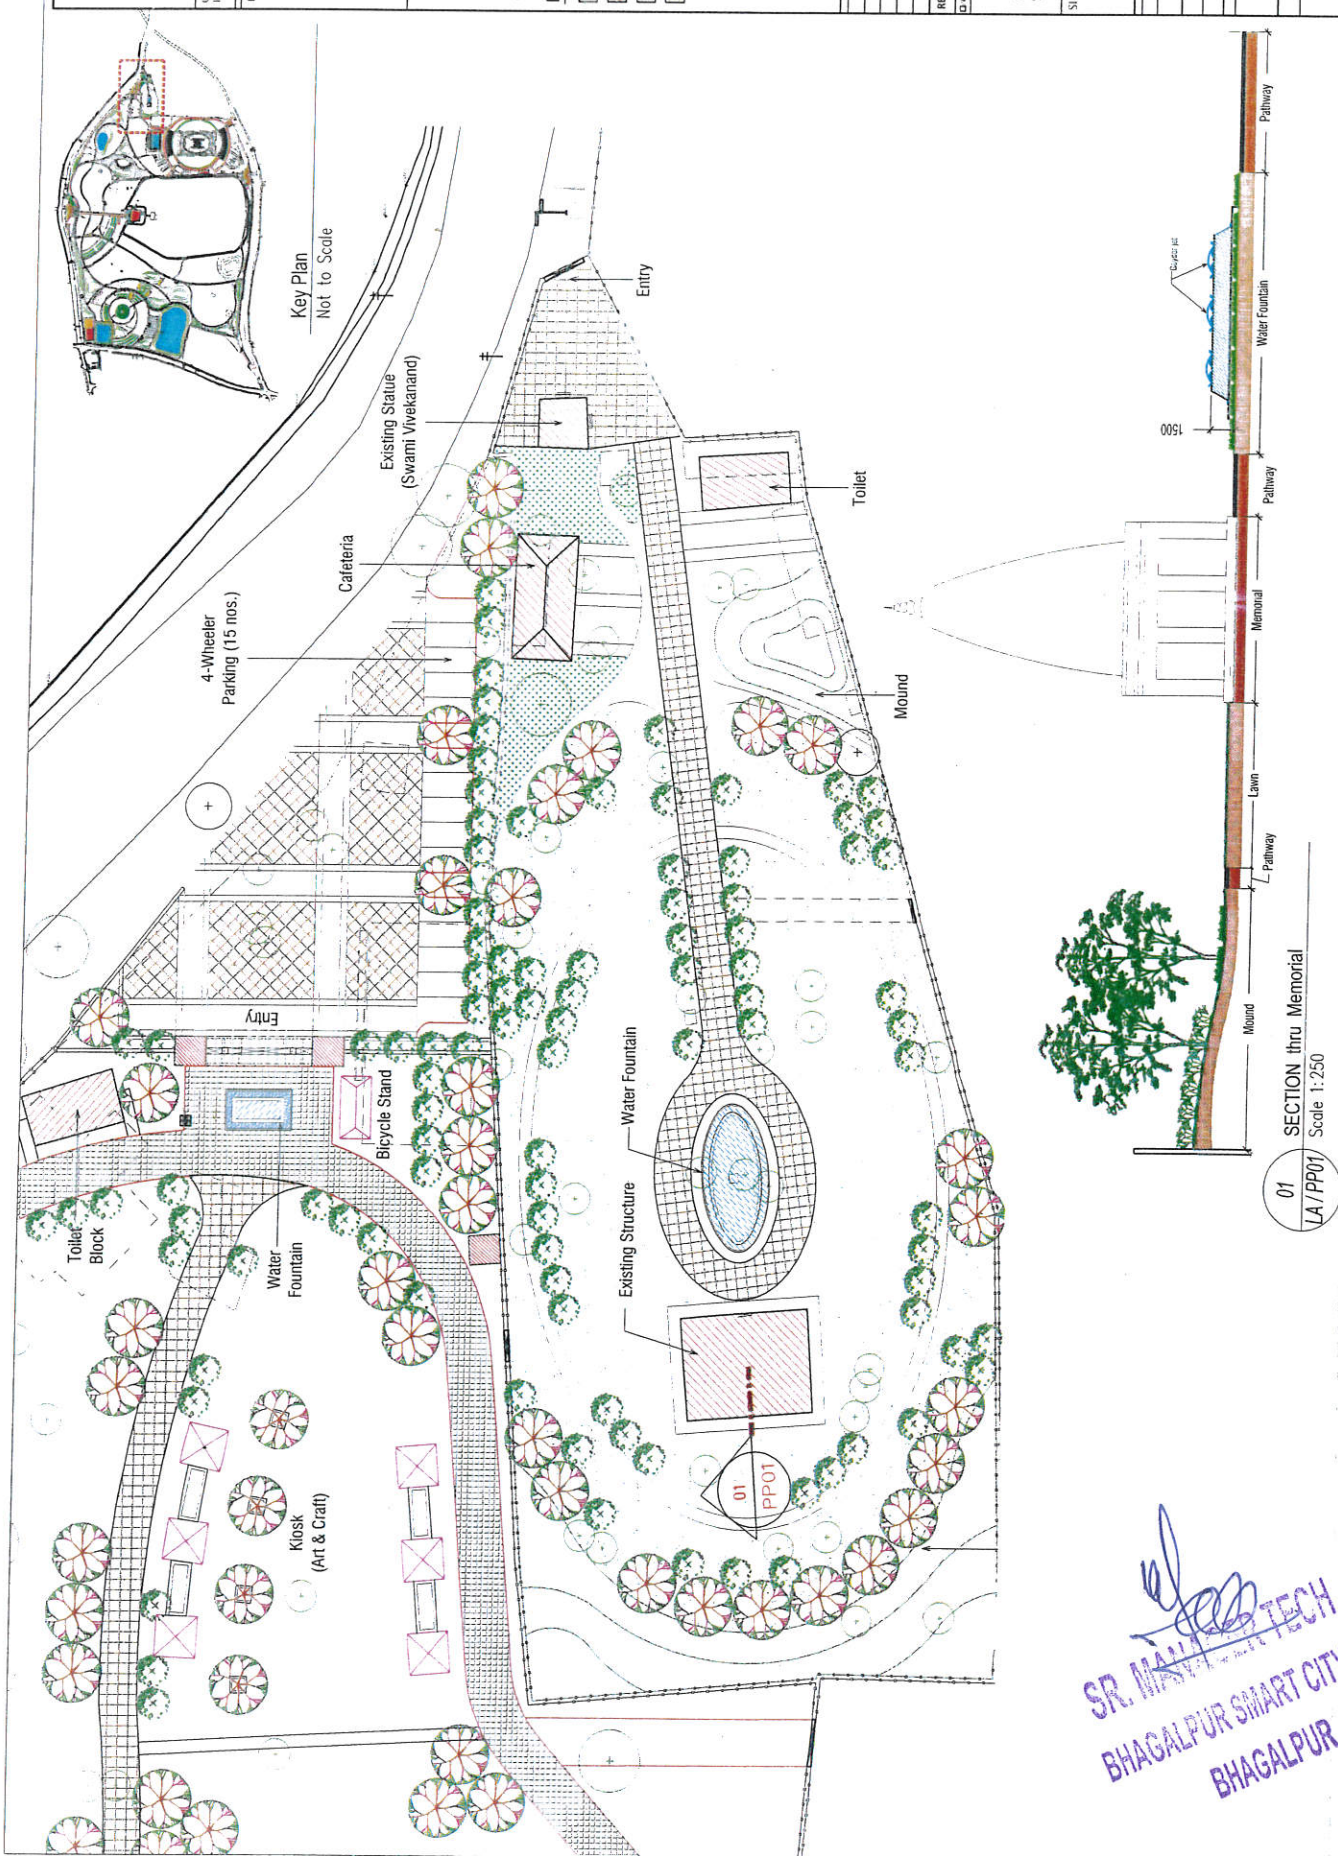 Key Plan
Not to Scale
Entry
Existing Statue
(Swami Vivekanand)
Cafeteria
4-Wheeler
Parking (15 nos.)
Toilet
Mound
Entry
Water Fountain
Existing Structure
Bicycle Stand
Toilet
Block
Water
Fountain
Kiosk
(Art & Craft)
01
PP01
Mound
Pathway
Lawn
Memorial
Pathway
Water Fountain
Pathway
1500
01
LA / PP01
SECTION thru Memorial
Scale 1:250
SR. MANAGER TECH
BHAGALPUR SMART CITY
BHAGALPUR